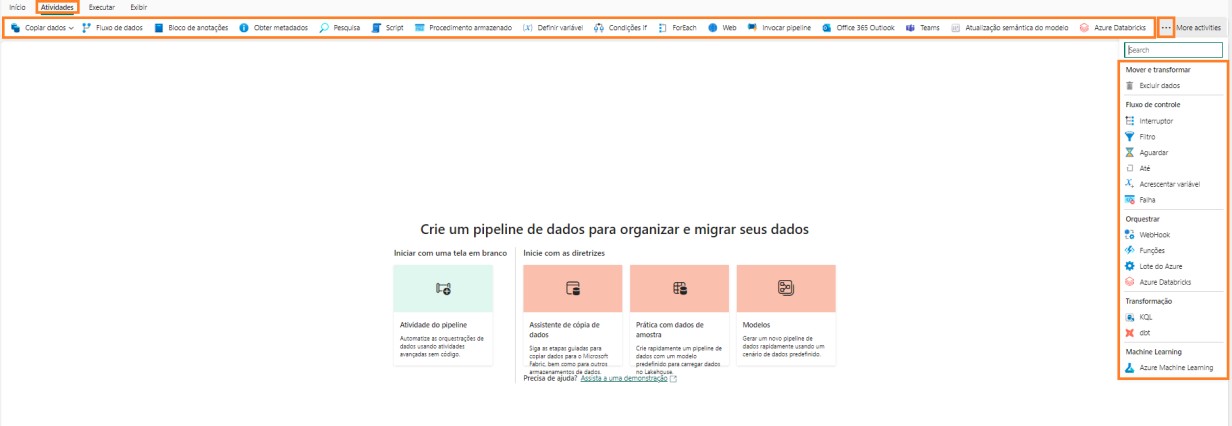 Início Atividades Executar Exibir
Copiar dados Fluxo de dados Bloco de anotações Obter metadados Pesquisa Script Procedimento armazenado (X) Definir variável Condições If ForEach Web Invocar pipeline Office 365 Outlook Teams Atualização semântica do modelo Azure Databricks ... More activities
Search
Mover e transformar
Excluir dados
Fluxo de controle
Interruptor
Filtro
Aguardar
Até
Acrescentar variável
Falha
Orquestrar
WebHook
Funções
Lote do Azure
Azure Databricks
Transformação
KQL
dbt
Machine Learning
Azure Machine Learning
Crie um pipeline de dados para organizar e migrar seus dados
Iniciar com uma tela em branco
Atividade do pipeline
Automatize as orquestrações de
dados usando atividades
avançadas sem código.
Inicie com as diretrizes
Assistente de cópia de
dados
Siga as etapas guiadas para
copiar dados para o Microsoft
Fabric, bem como para outros
armazenamentos de dados.
Prática com dados de
amostra
Crie rapidamente um pipeline de
dados com um modelo
predefinido para carregar dados
no Lakehouse.
Modelos
Gerar um novo pipeline de
dados rapidamente usando um
cenário de dados predefinido.
Precisa de ajuda? Assista a uma demonstração